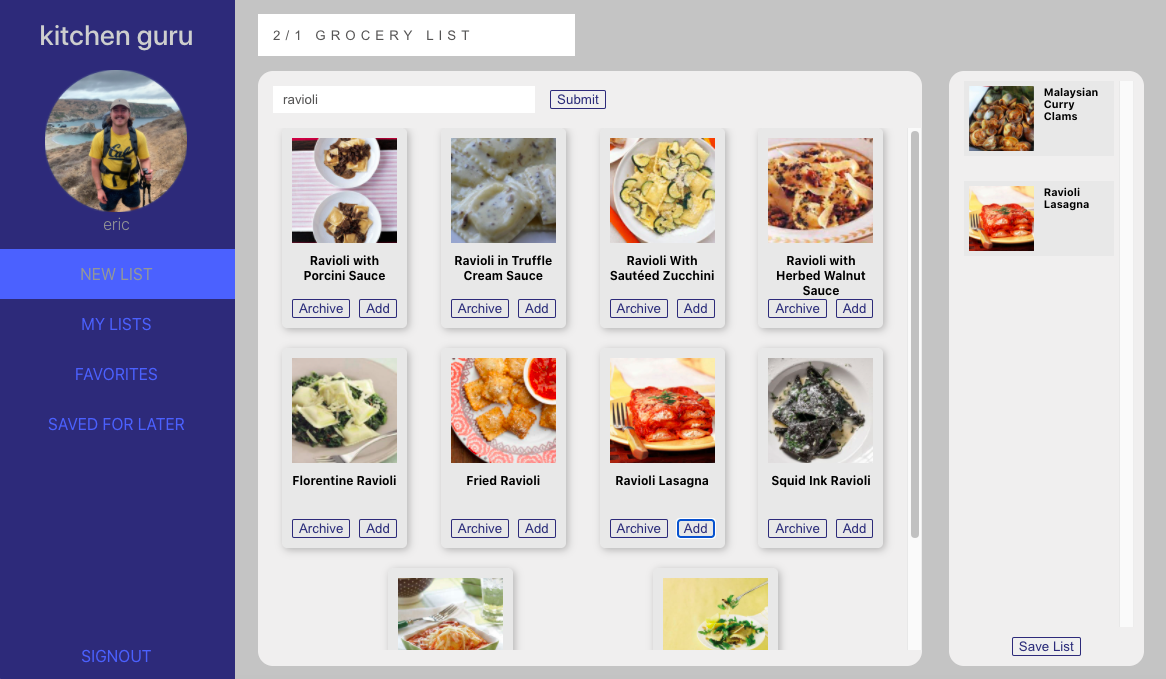 kitchen guru
eric
NEW LIST
MY LISTS
FAVORITES
SAVED FOR LATER
SIGNOUT
2/1 GROCERY LIST
ravioli
Submit
Ravioli with
Porcini Sauce
Archive Add
Ravioli in Truffle
Cream Sauce
Archive Add
Ravioli With
Sautéed Zucchini
Archive Add
Ravioli with
Herbed Walnut
Sauce
Archive Add
Florentine Ravioli
Archive Add
Fried Ravioli
Archive Add
Ravioli Lasagna
Archive Add
Squid Ink Ravioli
Archive Add
Malaysian
Curry
Clams
Ravioli
Lasagna
Save List